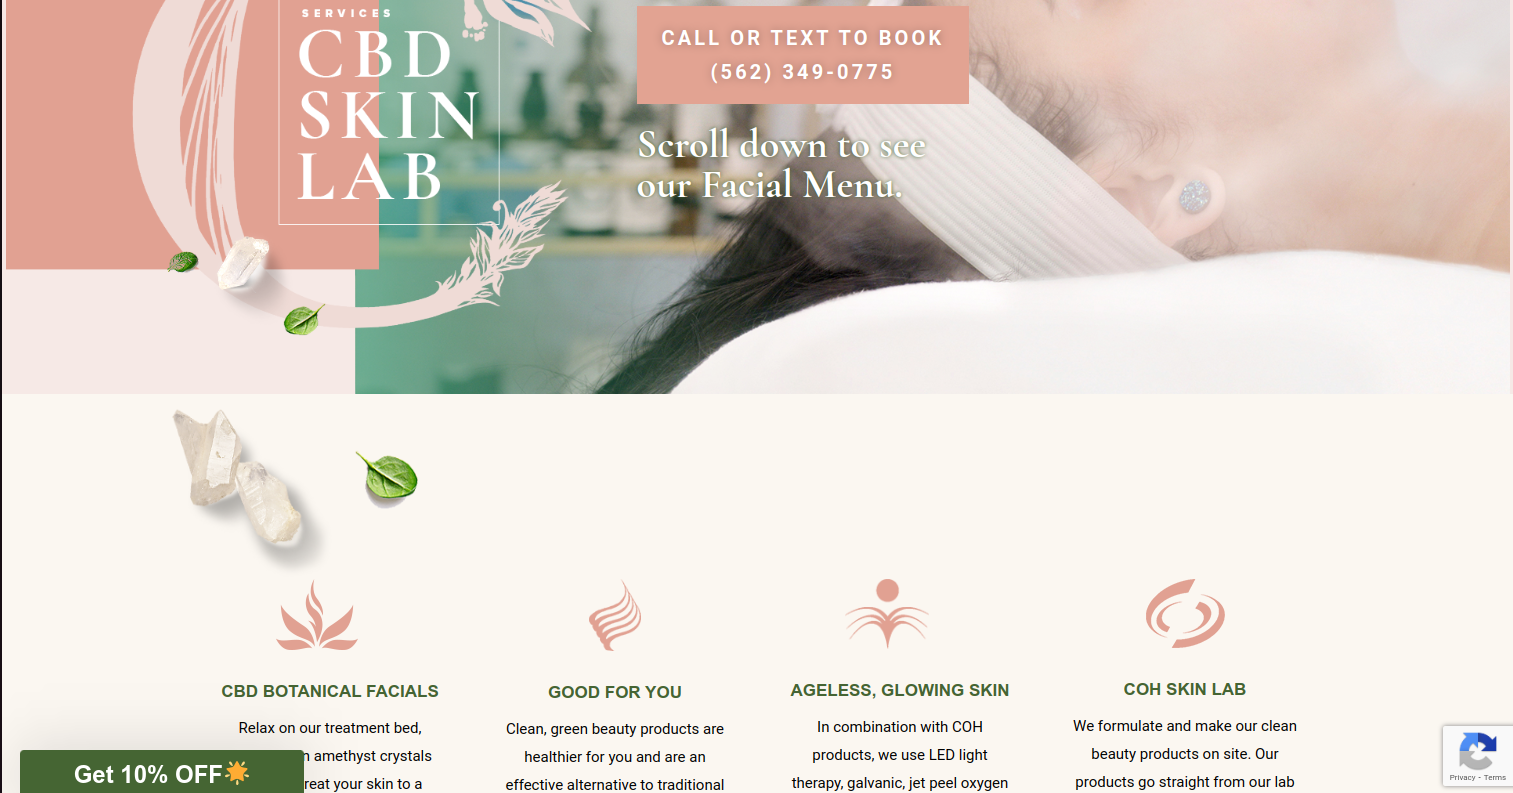 SERVICES
CBD
SKIN
LAB
CALL OR TEXT TO BOOK
(562) 349-0775
Scroll down to see
our Facial Menu.
CBD BOTANICAL FACIALS
Relax on our treatment bed,
amethyst crystals
your skin to a
GOOD FOR YOU
Clean, green beauty products are
healthier for you and are an
effective alternative to traditional
AGELESS, GLOWING SKIN
In combination with COH
products, we use LED light
therapy, galvanic, jet peel oxygen
COH SKIN LAB
We formulate and make our clean
beauty products on site. Our
products go straight from our lab
Get 10% OFF
Privacy - Terms